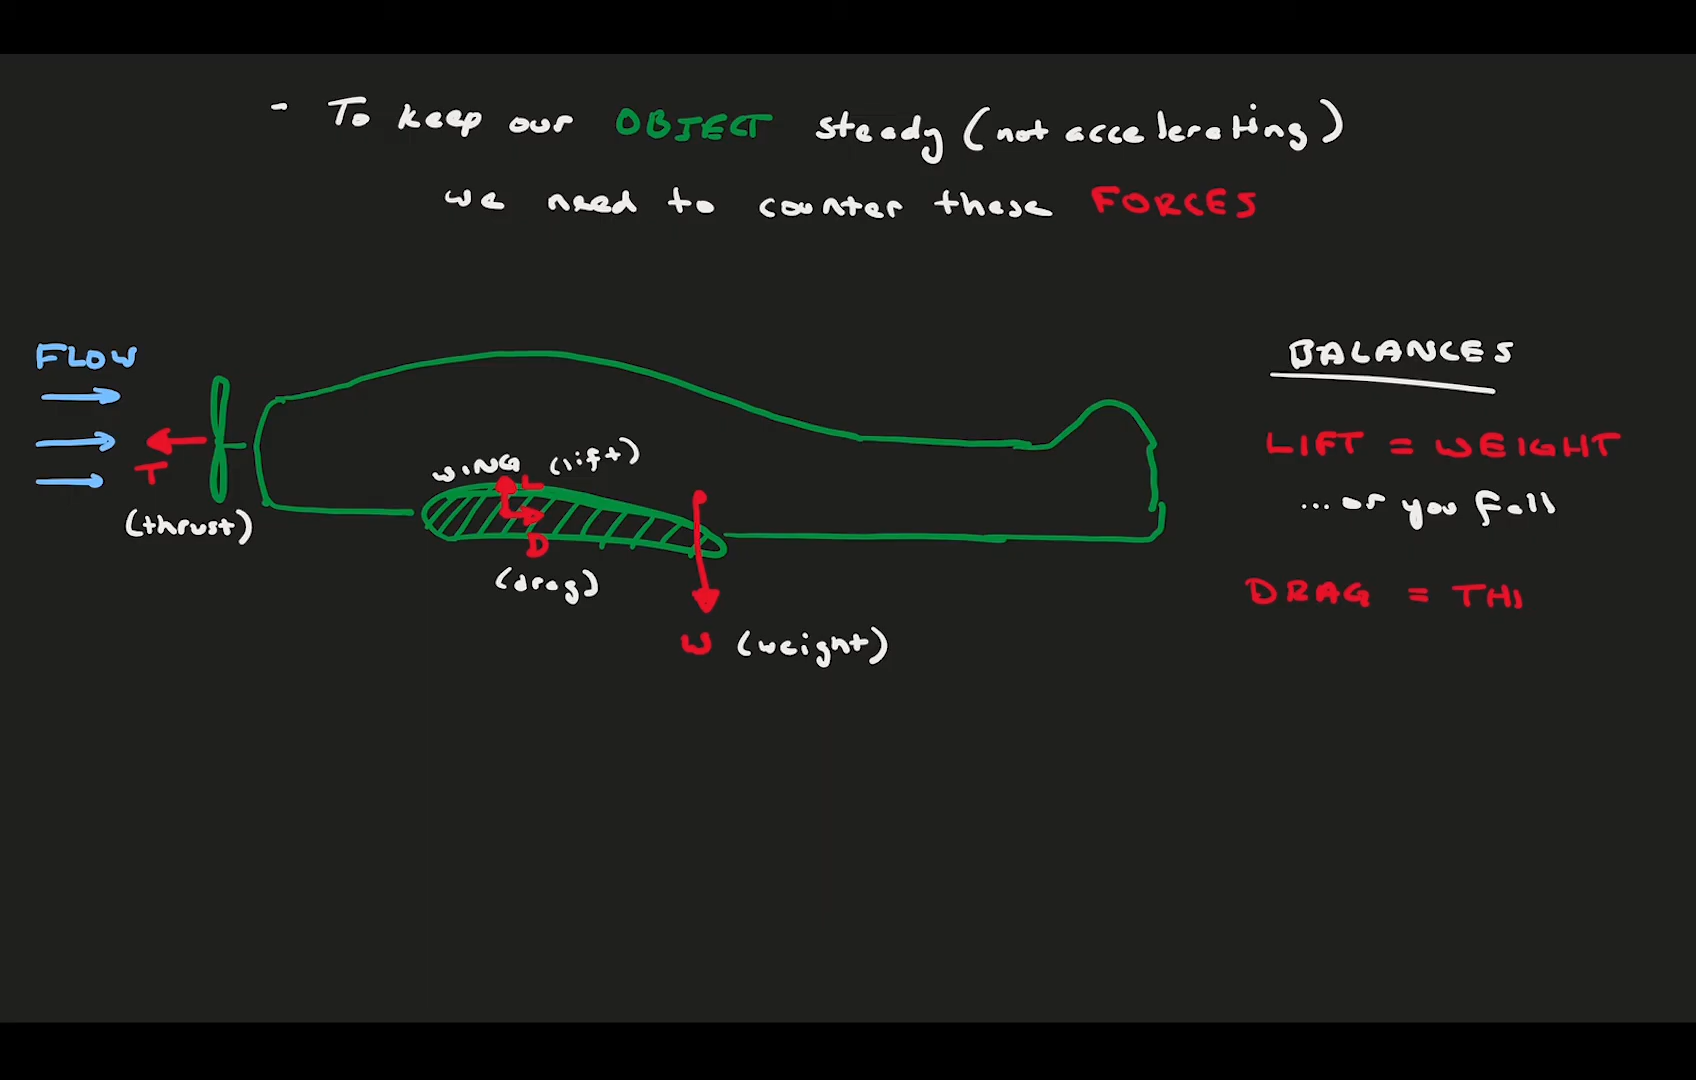 - To keep our OBJECT steady (not accelerating)
we need to counter these FORCES
FLOW
BALANCES
T
(thrust)
WING (lift)
L
D
(drag)
W (weight)
LIFT = WEIGHT
... or you fall
DRAG = TH